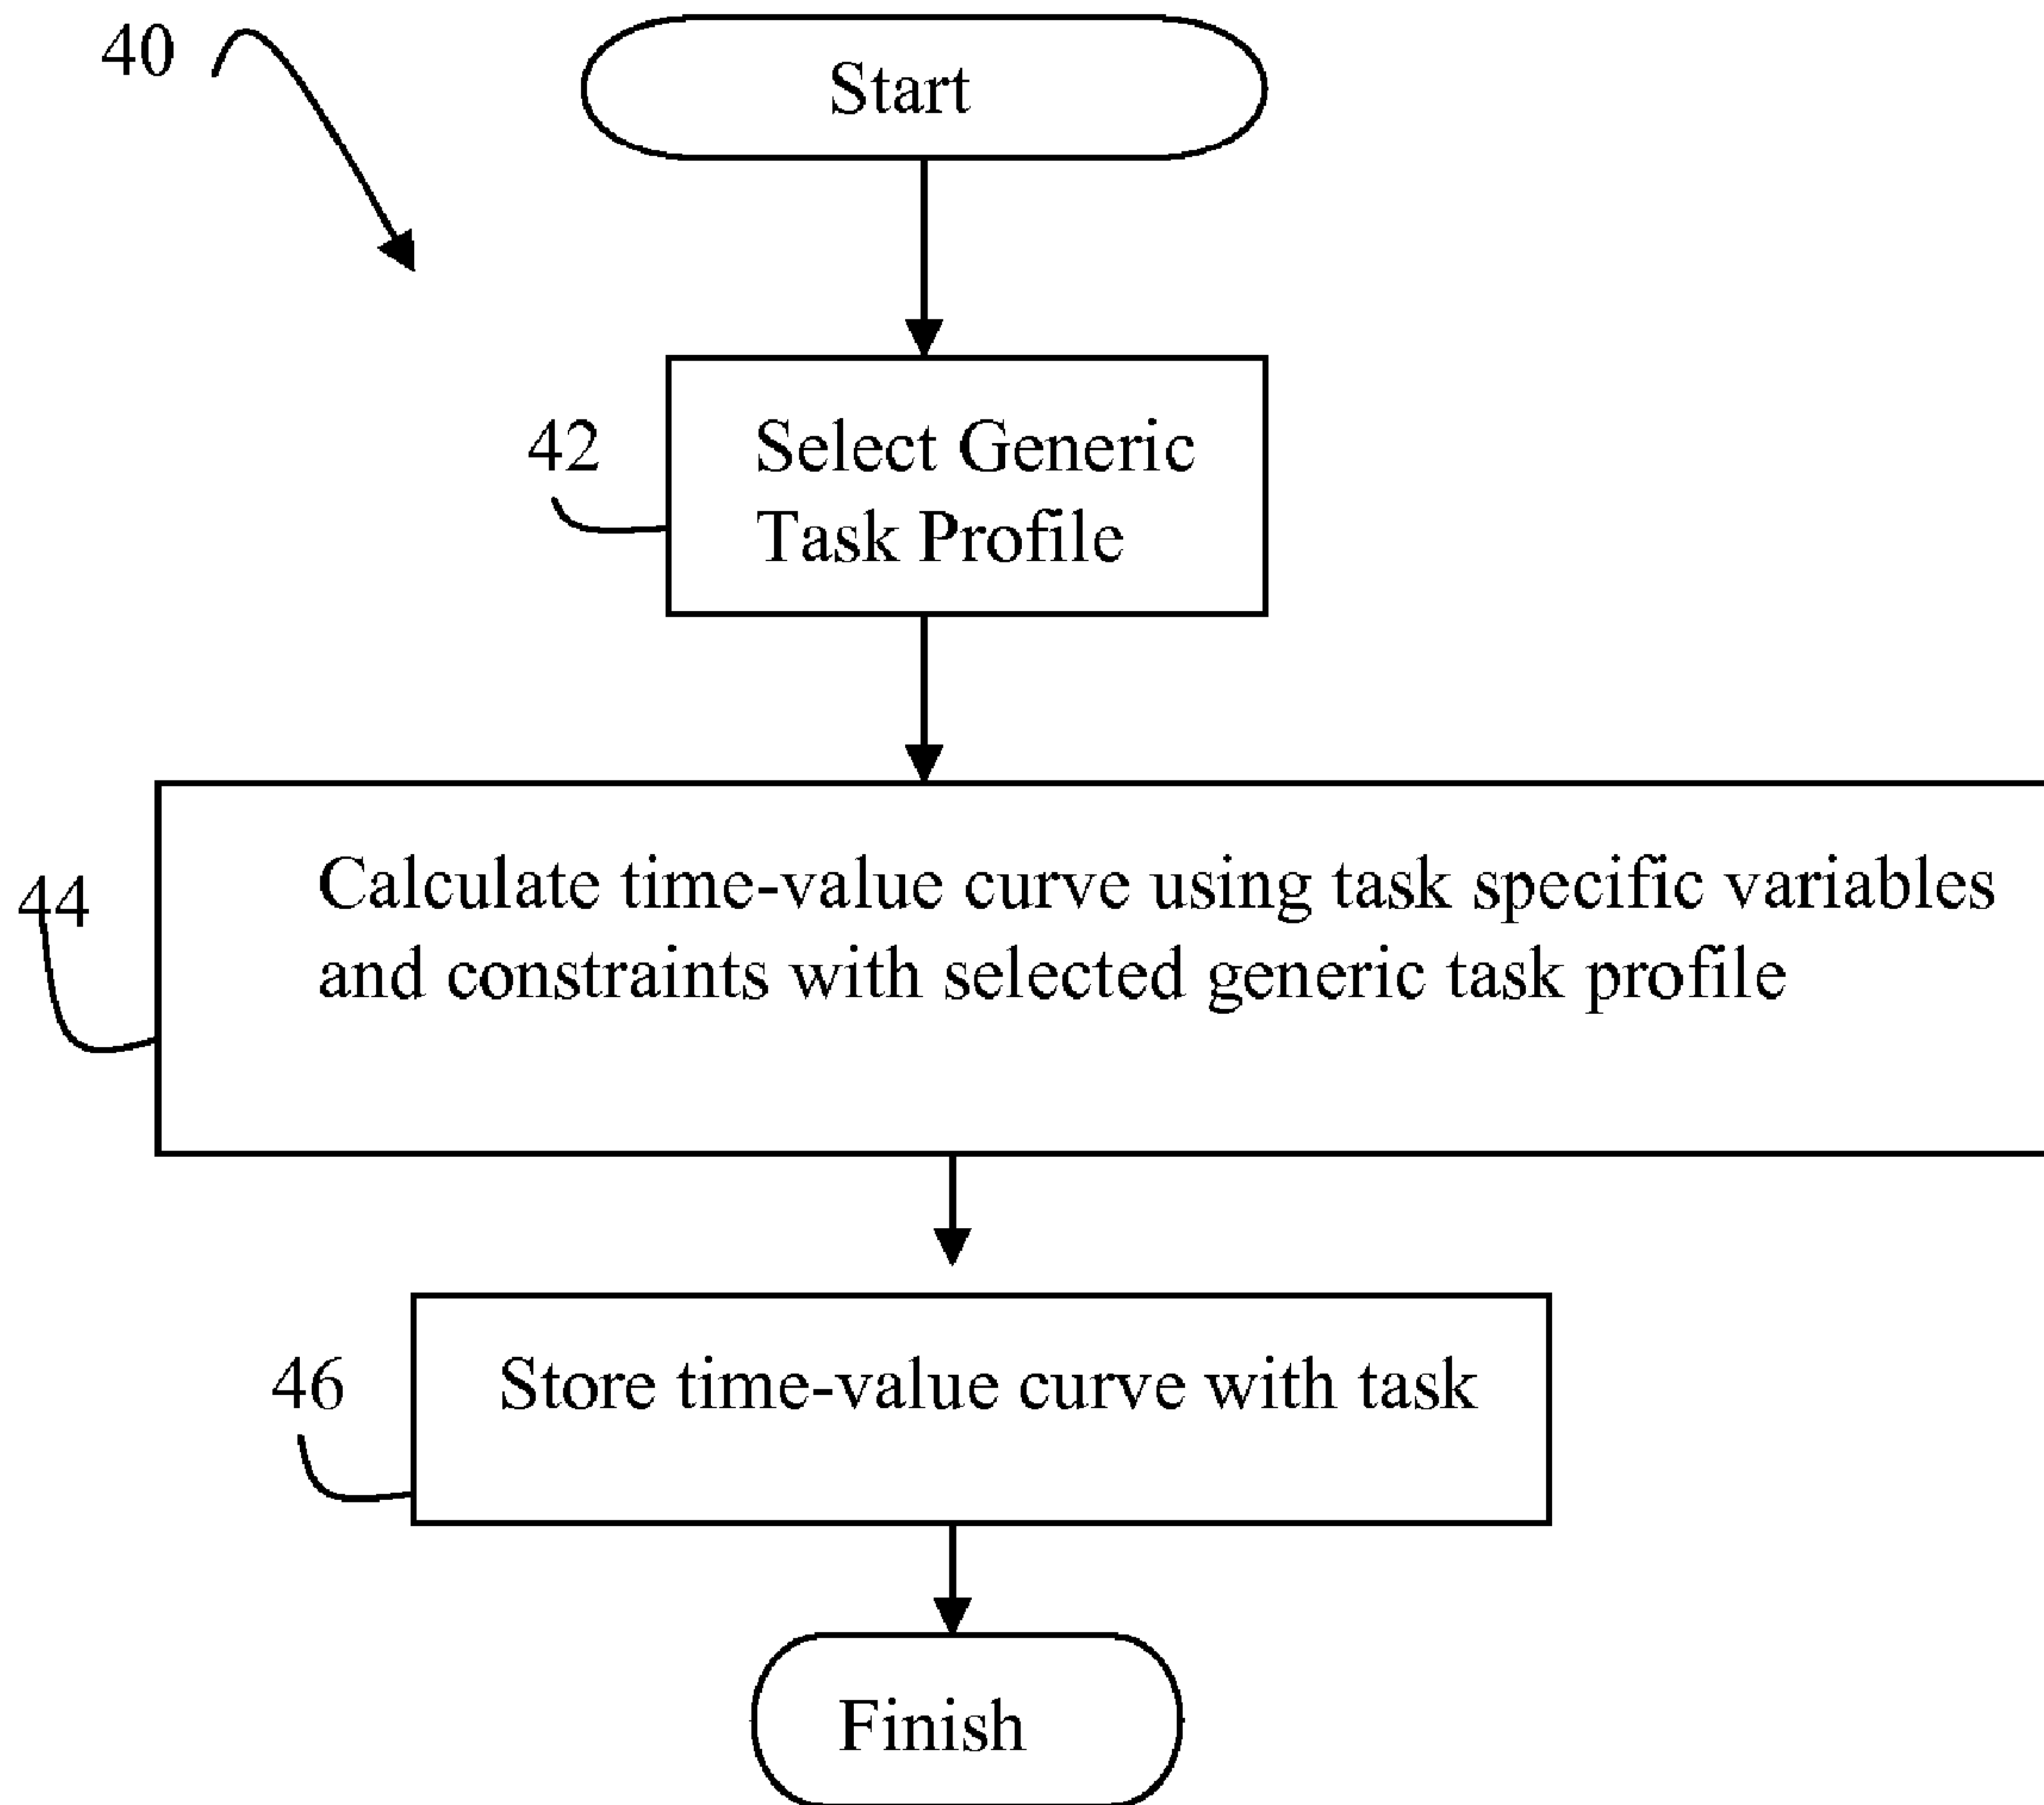 40
Start
42
Select Generic
Task Profile
44
Calculate time-value curve using task specific variables
and constraints with selected generic task profile
46
Store time-value curve with task
Finish